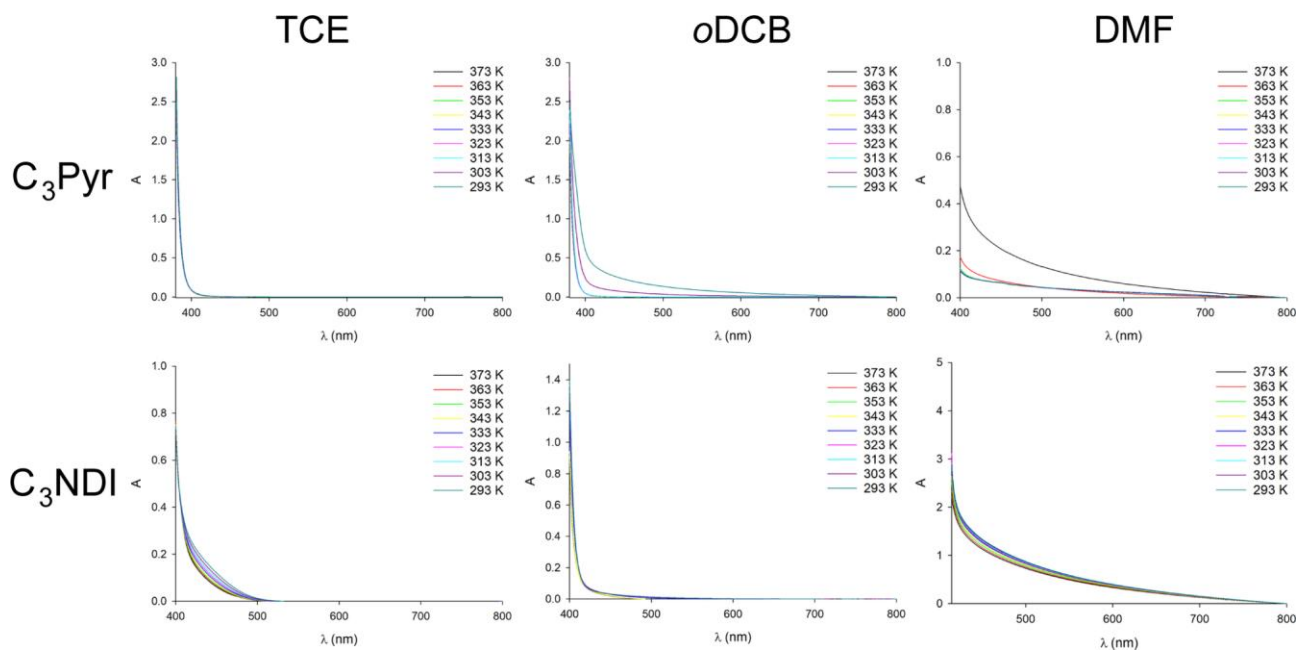 TCE
oDCB
DMF
C₃Pyr
3.0
2.5
2.0
1.5
1.0
0.5
0.0
A
400
500
600
700
800
λ (nm)
373 K
363 K
353 K
343 K
333 K
323 K
313 K
303 K
293 K
3.0
2.5
2.0
1.5
1.0
0.5
0.0
A
400
500
600
700
800
λ (nm)
373 K
363 K
353 K
343 K
333 K
323 K
313 K
303 K
293 K
1.0
0.8
0.6
0.4
0.2
0.0
A
400
500
600
700
800
λ (nm)
373 K
363 K
353 K
343 K
333 K
323 K
313 K
303 K
293 K
C₃NDI
1.0
0.8
0.6
0.4
0.2
0.0
A
400
500
600
700
800
λ (nm)
373 K
363 K
353 K
343 K
333 K
323 K
313 K
303 K
293 K
1.4
1.2
1.0
0.8
0.6
0.4
0.2
0.0
A
400
500
600
700
800
λ (nm)
373 K
363 K
353 K
343 K
333 K
323 K
313 K
303 K
293 K
5
4
3
2
1
0
A
500
600
700
800
λ (nm)
373 K
363 K
353 K
343 K
333 K
323 K
313 K
303 K
293 K